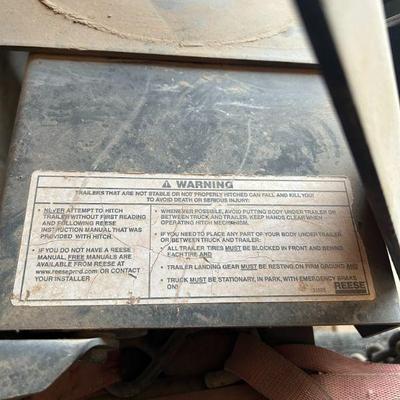 ⚠ WARNING
TRAILERS THAT ARE NOT STABLE OR NOT PROPERLY HITCHED CAN FALL AND KILL YOU!
TO AVOID DEATH OR SERIOUS INJURY:
• NEVER ATTEMPT TO HITCH
TRAILER WITHOUT FIRST READING
AND FOLLOWING REESE
INSTRUCTION MANUAL THAT WAS
PROVIDED WITH HITCH.
• IF YOU DO NOT HAVE A REESE
MANUAL, FREE MANUALS ARE
AVAILABLE FROM REESE AT
www.reeseprod.com OR CONTACT
YOUR INSTALLER
• WHENEVER POSSIBLE, AVOID PUTTING BODY UNDER TRAILER OR
BETWEEN TRUCK AND TRAILER. KEEP HANDS CLEAR WHEN
OPERATING HITCH MECHANISM.
• IF YOU NEED TO PLACE ANY PART OF YOUR BODY UNDER TRAILER
OR BETWEEN TRUCK AND TRAILER:
• ALL TRAILER TIRES MUST BE BLOCKED IN FRONT AND BEHIND
EACH TIRE AND
• TRAILER LANDING GEAR MUST BE RESTING ON FIRM GROUND AND
• TRUCK MUST BE STATIONARY, IN PARK, WITH EMERGENCY BRAKE
ON!
REESE